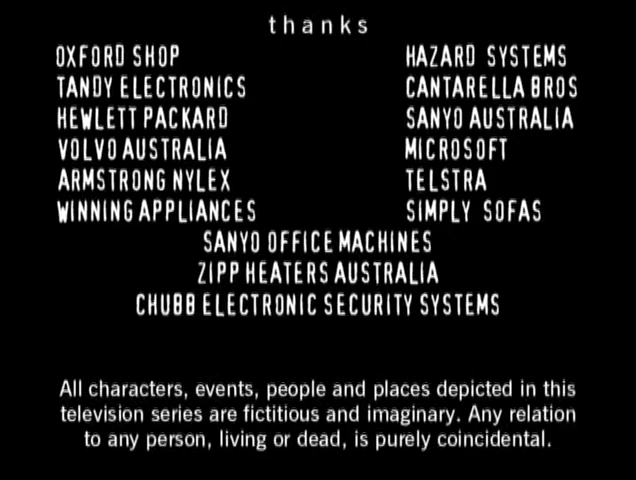 thanks
OXFORD SHOP
HAZARD SYSTEMS
TANDY ELECTRONICS
CANTARELLA BROS
HEWLETT PACKARD
SANYO AUSTRALIA
VOLVO AUSTRALIA
MICROSOFT
ARMSTRONG NYLEX
TELSTRA
WINNING APPLIANCES
SIMPLY SOFAS
SANYO OFFICE MACHINES
ZIPP HEATERS AUSTRALIA
CHUBB ELECTRONIC SECURITY SYSTEMS
All characters, events, people and places depicted in this
television series are fictitious and imaginary. Any relation
to any person, living or dead, is purely coincidental.